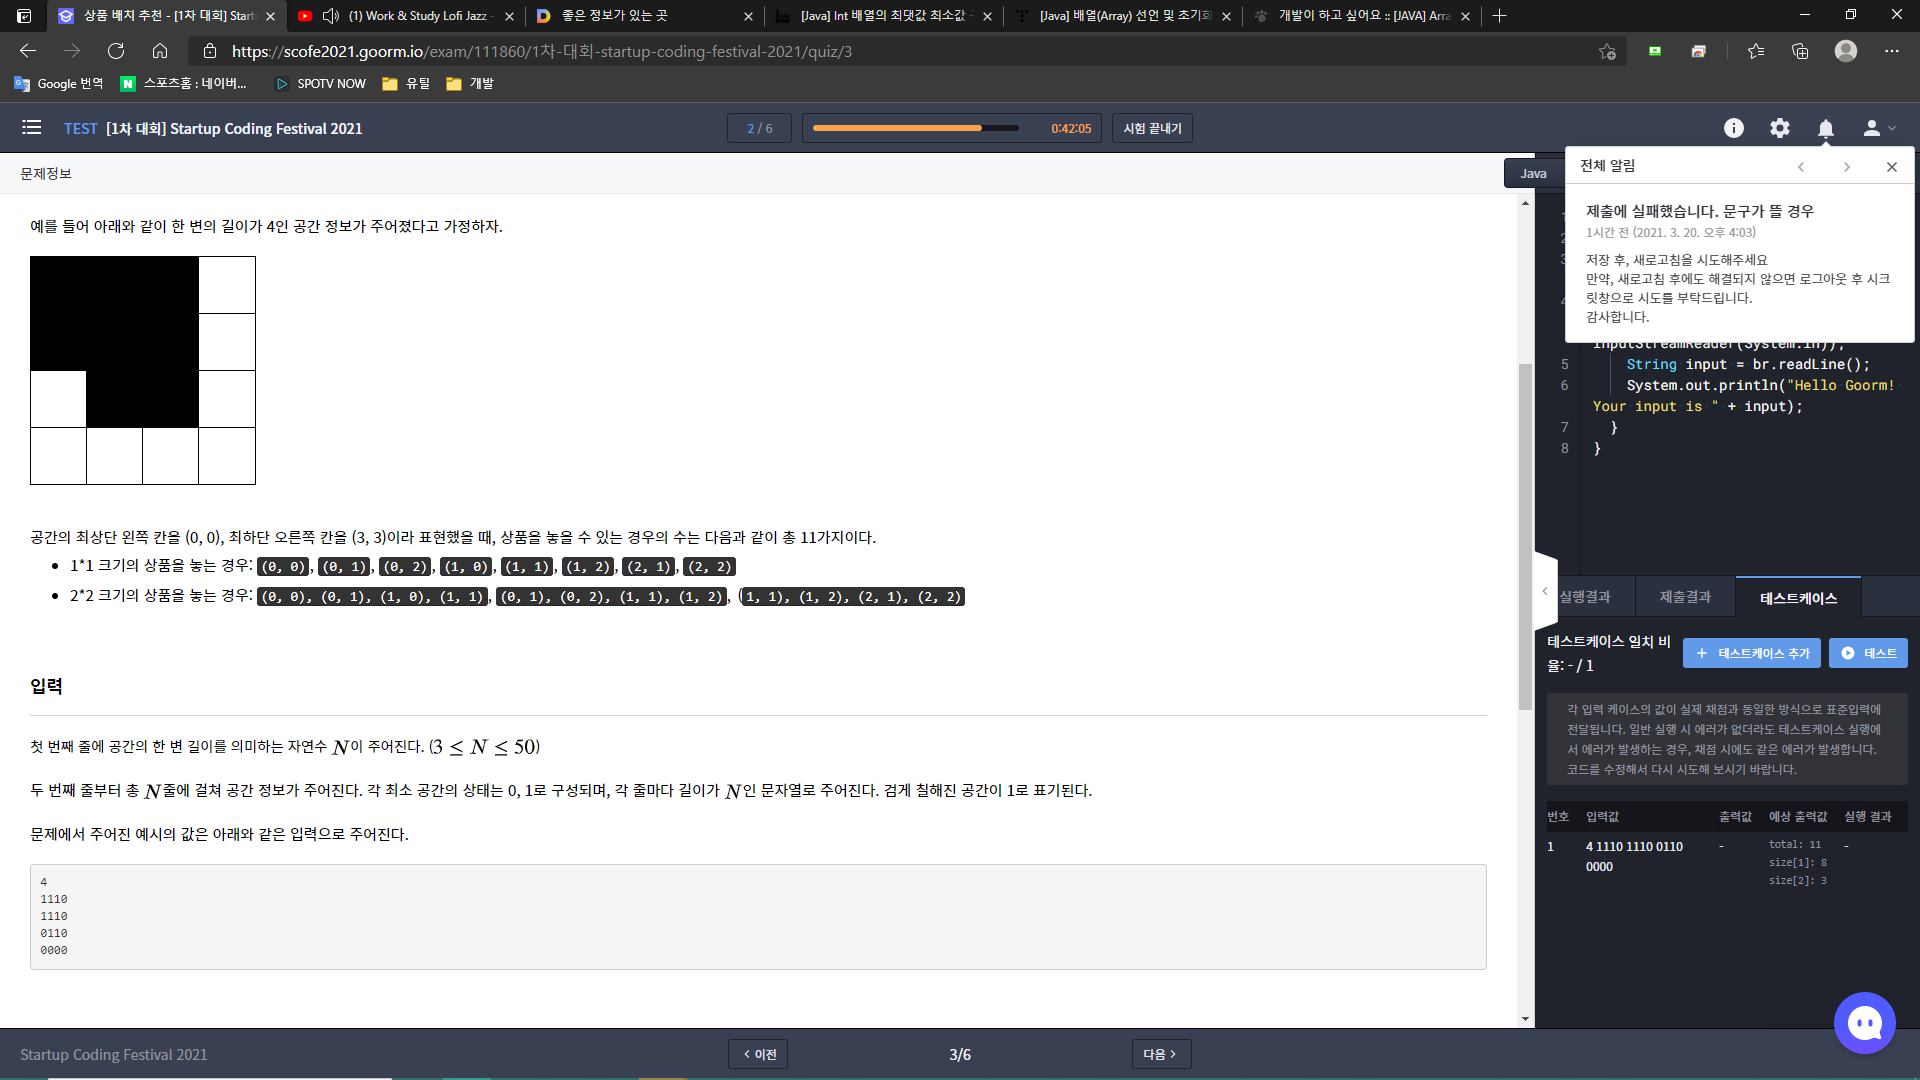 상품 배치 추천 - [1차 대회] Start
(1) Work & Study Lofi Jazz -
좋은 정보가 있는 곳
[Java] Int 배열의 최댓값 최소값 -
[Java] 배열(Array) 선언 및 초기화
개발이 하고 싶어요 :: [JAVA] Arra
https://scofe2021.goorm.io/exam/111860/1차-대회-startup-coding-festival-2021/quiz/3
Google 번역
스포츠홈 : 네이버...
SPOTV NOW
유틸
개발
TEST [1차 대회] Startup Coding Festival 2021
2 / 6
0:42:05
시험 끝내기
문제정보
Java
전체 알림
제출에 실패했습니다. 문구가 뜰 경우
1시간 전 (2021. 3. 20. 오후 4:03)
저장 후, 새로고침을 시도해주세요
만약, 새로고침 후에도 해결되지 않으면 로그아웃 후 시크
릿창으로 시도를 부탁드립니다.
감사합니다.
예를 들어 아래와 같이 한 변의 길이가 4인 공간 정보가 주어졌다고 가정하자.
공간의 최상단 왼쪽 칸을 (0, 0), 최하단 오른쪽 칸을 (3, 3)이라 표현했을 때, 상품을 놓을 수 있는 경우의 수는 다음과 같이 총 11가지이다.
• 1*1 크기의 상품을 놓는 경우: (0, 0), (0, 1), (0, 2), (1, 0), (1, 1), (1, 2), (2, 1), (2, 2)
• 2*2 크기의 상품을 놓는 경우: (0, 0), (0, 1), (1, 0), (1, 1), (0, 1), (0, 2), (1, 1), (1, 2), (1, 1), (1, 2), (2, 1), (2, 2)
입력
첫 번째 줄에 공간의 한 변 길이를 의미하는 자연수 N이 주어진다. (3 ≤ N ≤ 50)
두 번째 줄부터 총 N줄에 걸쳐 공간 정보가 주어진다. 각 최소 공간의 상태는 0, 1로 구성되며, 각 줄마다 길이가 N인 문자열로 주어진다. 검게 칠해진 공간이 1로 표기된다.
문제에서 주어진 예시의 값은 아래와 같은 입력으로 주어진다.
4
1110
1110
0110
0000
InputStreamReader(System.in));
5 String input = br.readLine();
6 System.out.println("Hello Goorm!
Your input is " + input);
7 }
8 }
실행결과
제출결과
테스트케이스
테스트케이스 일치 비
율: - / 1
+ 테스트케이스 추가
테스트
각 입력 케이스의 값이 실제 채점과 동일한 방식으로 표준입력에
전달됩니다. 일반 실행 시 에러가 없더라도 테스트케이스 실행에
서 에러가 발생하는 경우, 채점 시에도 같은 에러가 발생합니다.
코드를 수정해서 다시 시도해 보시기 바랍니다.
번호 입력값 출력값 예상 출력값 실행 결과
1 4 1110 1110 0110 - total: 11 -
0000 size[1]: 8
size[2]: 3
Startup Coding Festival 2021
이전
3/6
다음